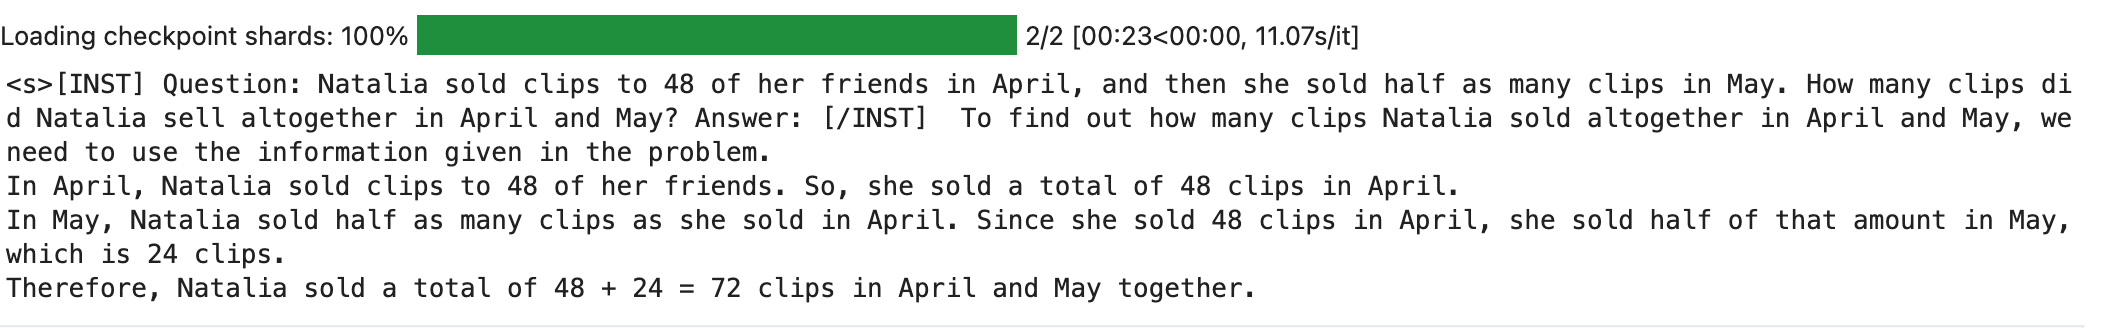 Loading checkpoint shards: 100% 2/2 [00:23<00:00, 11.07s/it]
<s>[INST] Question: Natalia sold clips to 48 of her friends in April, and then she sold half as many clips in May. How many clips di
d Natalia sell altogether in April and May? Answer: [/INST]  To find out how many clips Natalia sold altogether in April and May, we
need to use the information given in the problem.
In April, Natalia sold clips to 48 of her friends. So, she sold a total of 48 clips in April.
In May, Natalia sold half as many clips as she sold in April. Since she sold 48 clips in April, she sold half of that amount in May,
which is 24 clips.
Therefore, Natalia sold a total of 48 + 24 = 72 clips in April and May together.